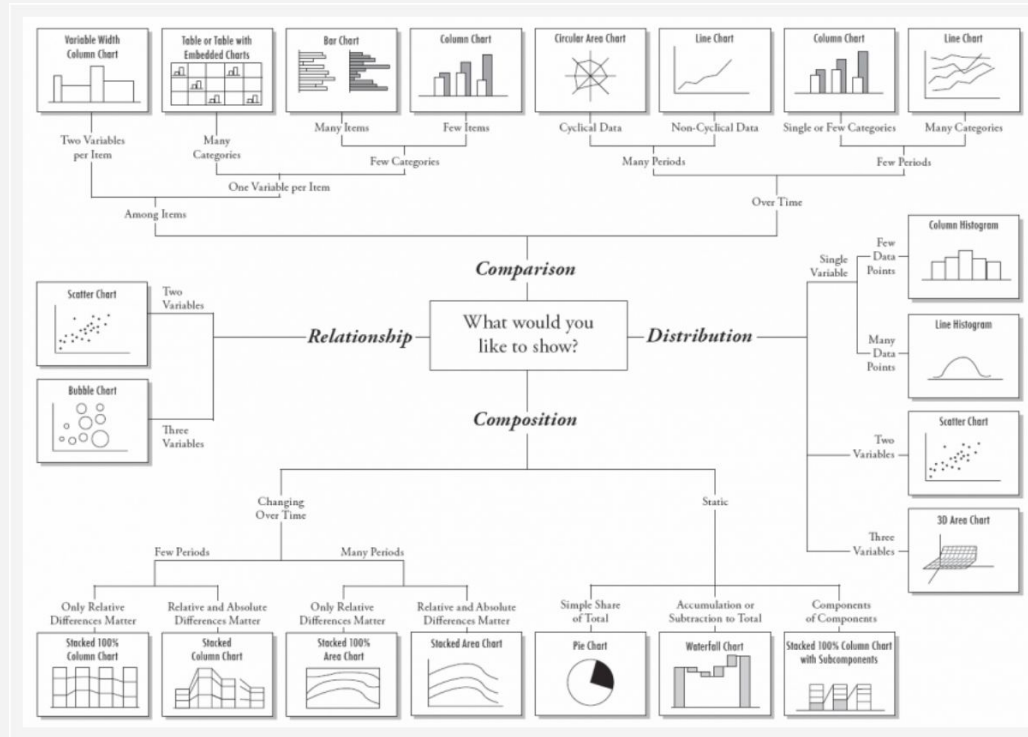 Variable Width
Column Chart
Table or Table with
Embedded Charts
Bar Chart
Column Chart
Circular Area Chart
Line Chart
Column Chart
Line Chart
Two Variables
per Item
Many
Categories
Many Items
Few Items
Cyclical Data
Non-Cyclical Data
Single or Few Categories
Many Categories
Few Categories
Many Periods
Few Periods
One Variable per Item
Among Items
Over Time
Comparison
Relationship
What would you
like to show?
Distribution
Composition
Scatter Chart
Two
Variables
Bubble Chart
Three
Variables
Single
Variable
Few
Data
Points
Column Histogram
Many
Data
Points
Line Histogram
Two
Variables
Scatter Chart
Three
Variables
3D Area Chart
Changing
Over Time
Static
Few Periods
Many Periods
Only Relative
Differences Matter
Relative and Absolute
Differences Matter
Only Relative
Differences Matter
Relative and Absolute
Differences Matter
Simple Share
of Total
Accumulation or
Subtraction to Total
Components
of Components
Stacked 100%
Column Chart
Stacked
Column Chart
Stacked 100%
Area Chart
Stacked Area Chart
Pie Chart
Waterfall Chart
Stacked 100% Column Chart
with Subcomponents